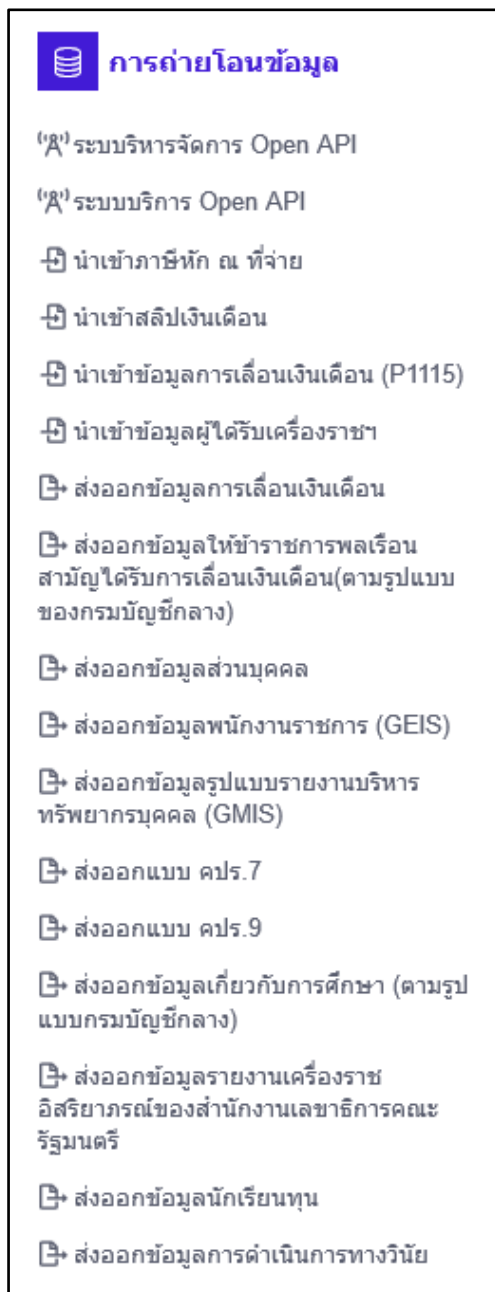 การถ่ายโอนข้อมูล
ระบบบริหารจัดการ Open API
ระบบบริการ Open API
นำเข้าภาษีหัก ณ ที่จ่าย
นำเข้าสลิปเงินเดือน
นำเข้าข้อมูลการเลื่อนเงินเดือน (P1115)
นำเข้าข้อมูลผู้ได้รับเครื่องราชฯ
ส่งออกข้อมูลการเลื่อนเงินเดือน
ส่งออกข้อมูลให้ข้าราชการพลเรือน
สามัญได้รับการเลื่อนเงินเดือน(ตามรูปแบบ
ของกรมบัญชีกลาง)
ส่งออกข้อมูลส่วนบุคคล
ส่งออกข้อมูลพนักงานราชการ (GEIS)
ส่งออกข้อมูลรูปแบบรายงานบริหาร
ทรัพยากรบุคคล (GMIS)
ส่งออกแบบ คปร.7
ส่งออกแบบ คปร.9
ส่งออกข้อมูลเกี่ยวกับการศึกษา (ตามรูป
แบบกรมบัญชีกลาง)
ส่งออกข้อมูลรายงานเครื่องราช
อิสริยาภรณ์ของสำนักงานเลขาธิการคณะ
รัฐมนตรี
ส่งออกข้อมูลนักเรียนทุน
ส่งออกข้อมูลการดำเนินการทางวินัย